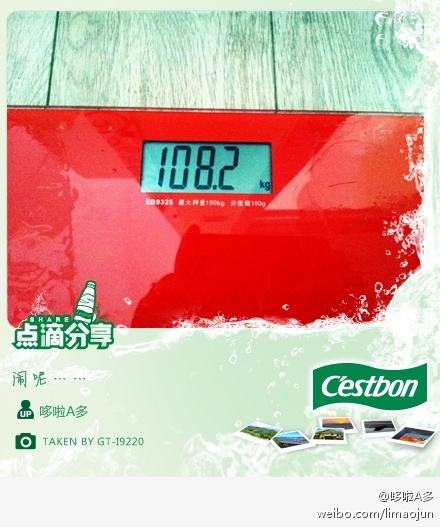 108.2
kg
EB9325 最大秤量150kg 分度值100g
SHARE
点滴分享
闹呢……
UP 哆啦A多
TAKEN BY GT-I9220
C'estbon
@哆啦A多
weibo.com/limaojun